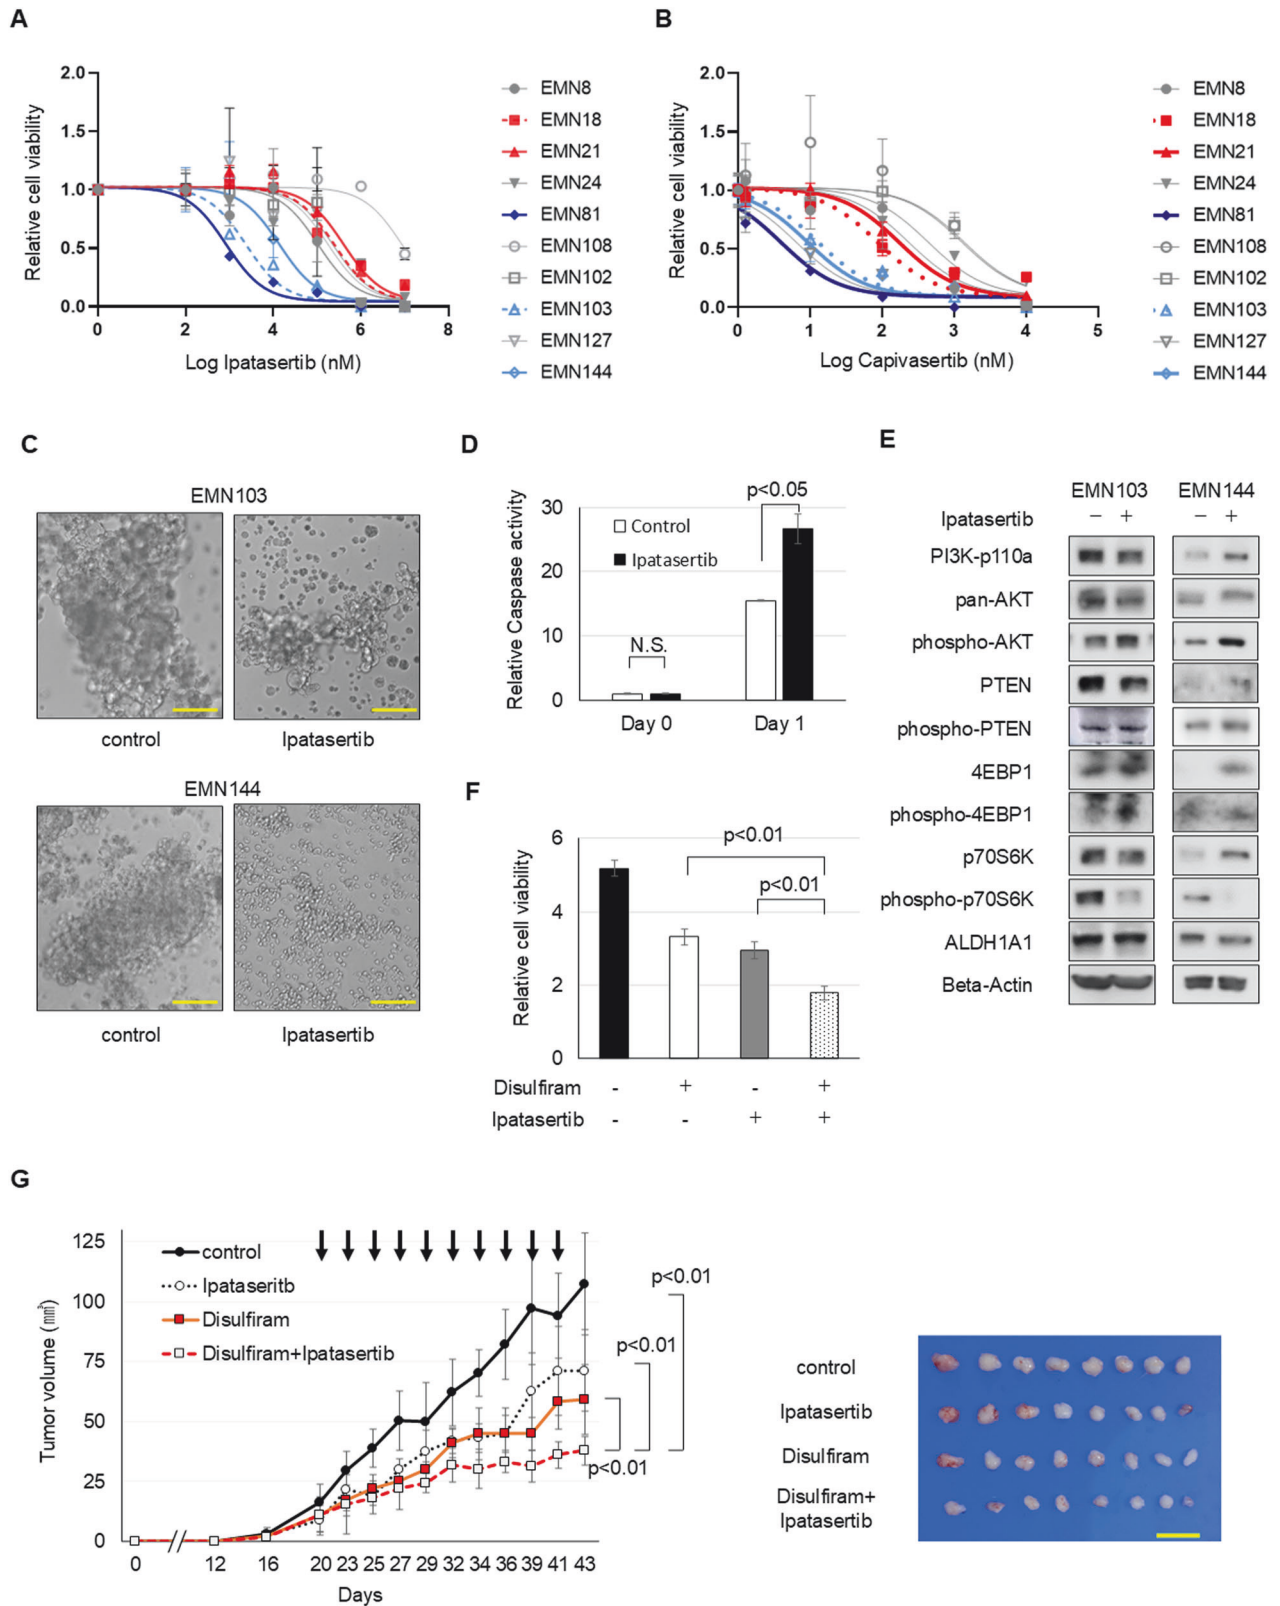 A
2.0
1.5
1.0
0.5
0.0
Relative cell viability
0 2 4 6 8
Log Ipatasertib (nM)
EMN8
EMN18
EMN21
EMN24
EMN81
EMN108
EMN102
EMN103
EMN127
EMN144
B
2.0
1.5
1.0
0.5
0.0
Relative cell viability
0 1 2 3 4 5
Log Capivasertib (nM)
EMN8
EMN18
EMN21
EMN24
EMN81
EMN108
EMN102
EMN103
EMN127
EMN144
C
EMN103
control Ipatasertib
EMN144
control Ipatasertib
D
Relative Caspase activity
30
20
10
0
Control
Ipatasertib
N.S.
p<0.05
Day 0 Day 1
E
EMN103 EMN144
Ipatasertib − + − +
PI3K-p110a
pan-AKT
phospho-AKT
PTEN
phospho-PTEN
4EBP1
phospho-4EBP1
p70S6K
phospho-p70S6K
ALDH1A1
Beta-Actin
F
Relative cell viability
6
4
2
0
p<0.01
p<0.01
Disulfiram - + - +
Ipatasertib - - + +
G
Tumor volume (㎣)
125
100
75
50
25
0
control
Ipataseritb
Disulfiram
Disulfiram+Ipatasertib
p<0.01
p<0.01
p<0.01
0 12 16 20 23 25 27 29 32 34 36 39 41 43
Days
control
Ipatasertib
Disulfiram
Disulfiram+
Ipatasertib